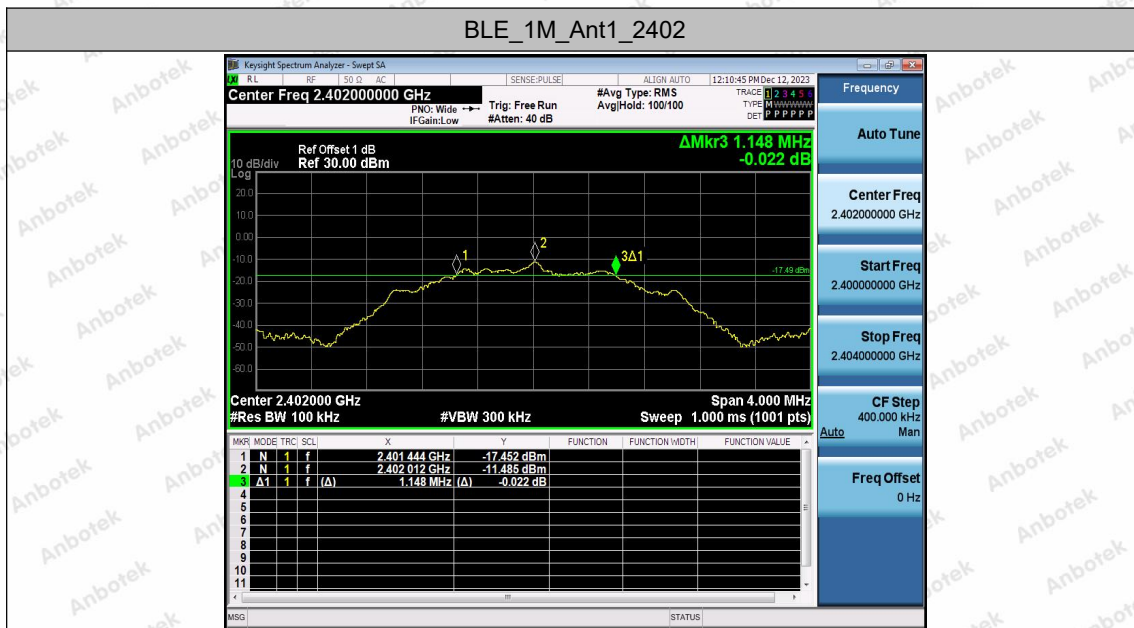 BLE_1M_Ant1_2402
Keysight Spectrum Analyzer - Swept SA
LXI RL RF 50 Ω AC SENSE:PULSE ALIGN AUTO 12:10:45 PM Dec 12, 2023
Center Freq 2.402000000 GHz #Avg Type: RMS TRACE 1 2 3 4 5 6
PNO: Wide Trig: Free Run Avg|Hold: 100/100 TYPE M WWWWW
IFGain:Low #Atten: 40 dB DET P P P P P P
Frequency
Auto Tune
Center Freq
2.402000000 GHz
Start Freq
2.400000000 GHz
Stop Freq
2.404000000 GHz
CF Step
400.000 kHz
Auto Man
Freq Offset
0 Hz
ΔMkr3 1.148 MHz
-0.022 dB
Ref Offset 1 dB
10 dB/div Ref 30.00 dBm
Log
20.0
10.0
0.00
-10.0
-20.0
-30.0
-40.0
-50.0
-60.0
1
2
3Δ1
-17.49 dBm
Center 2.402000 GHz Span 4.000 MHz
#Res BW 100 kHz #VBW 300 kHz Sweep 1.000 ms (1001 pts)
MKR MODE TRC SCL X Y FUNCTION FUNCTION WIDTH FUNCTION VALUE
1 N 1 f 2.401 444 GHz -17.452 dBm
2 N 1 f 2.402 012 GHz -11.485 dBm
3 Δ1 1 f (Δ) 1.148 MHz (Δ) -0.022 dB
4
5
6
7
8
9
10
11
MSG STATUS
Anbotek